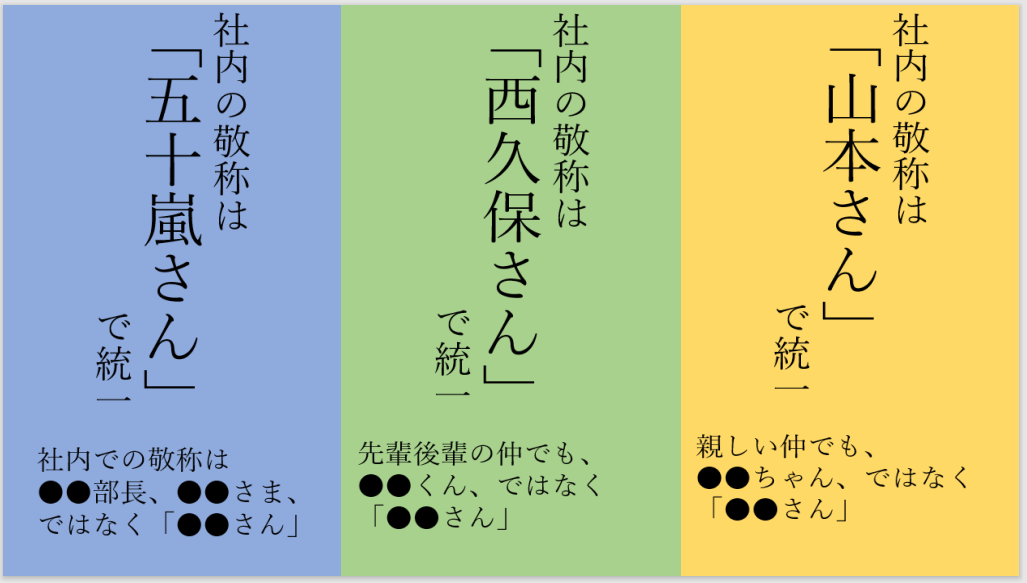 社内の敬称は
「五十嵐さん」
で統一
社内での敬称は
●●部長、●●さま、
ではなく「●●さん」
社内の敬称は
「西久保さん」
で統一
先輩後輩の仲でも、
●●くん、ではなく
「●●さん」
社内の敬称は
「山本さん」
で統一
親しい仲でも、
●●ちゃん、ではなく
「●●さん」